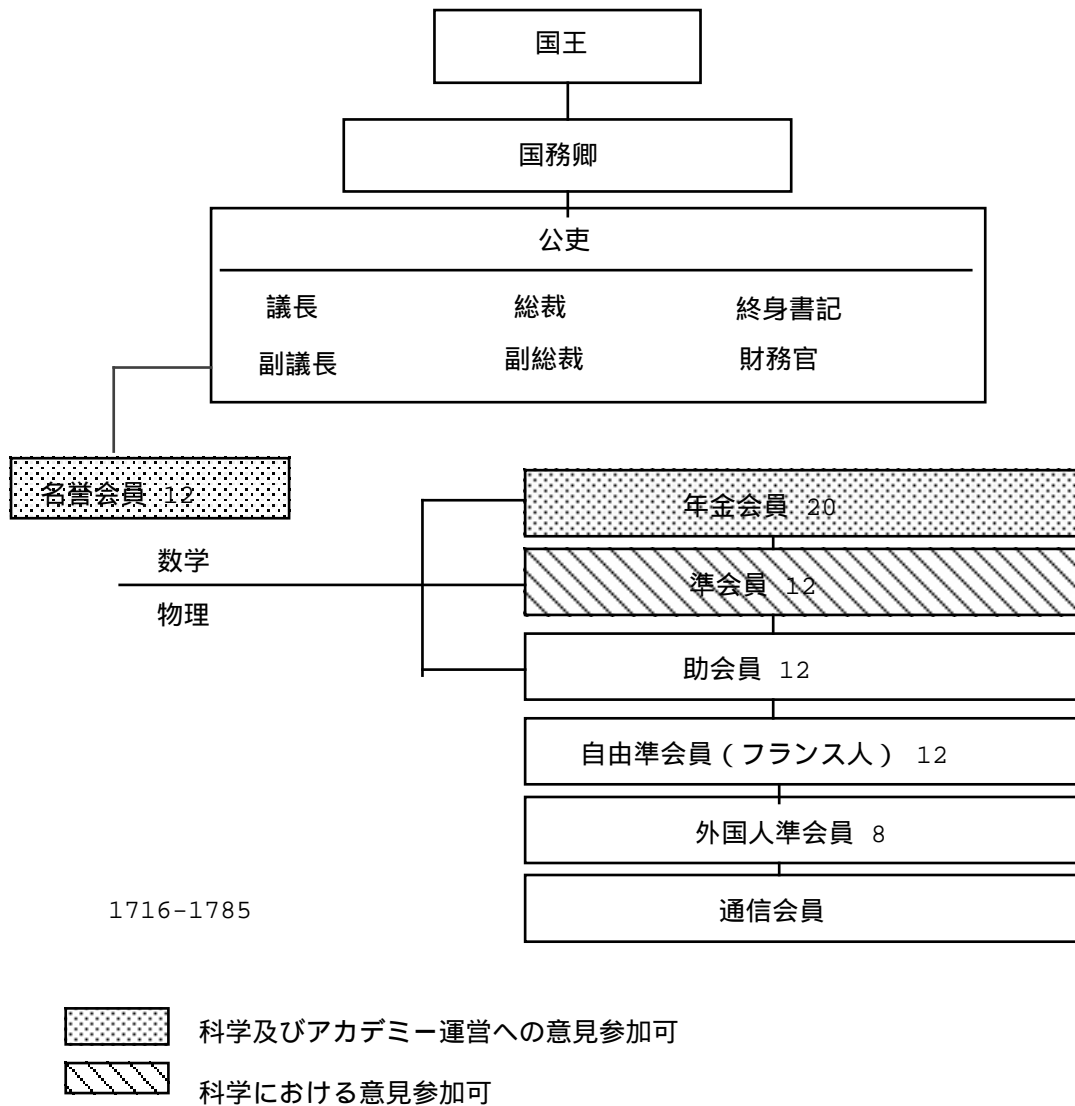 国王
国務卿
公吏
議長 総裁 終身書記
副議長 副総裁 財務官
名誉会員 12
年金会員 20
数学
準会員 12
物理
助会員 12
自由準会員(フランス人) 12
外国人準会員 8
1716-1785
通信会員
科学及びアカデミー運営への意見参加可
科学における意見参加可